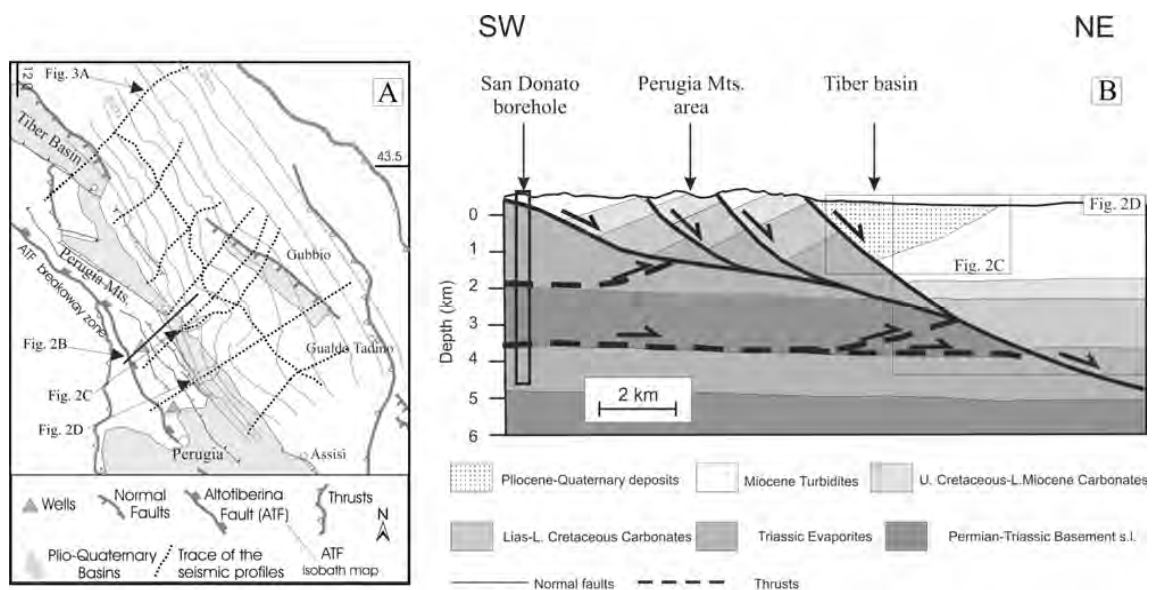 SW
NE
Fig. 3A
A
43.5
Tiber Basin
ATF breakaway zone
Perugia Mts.
Gubbio
Gualdo Tadino
Fig. 2B
Fig. 2C
Fig. 2D
Perugia
Assisi
Wells
Normal
Faults
Altotiberina
Fault (ATF)
Thrusts
N
Plio-Quaternary
Basins
Trace of the
seismic profiles
ATF
isobath map
San Donato
borehole
Perugia Mts.
area
Tiber basin
B
Fig. 2D
Fig. 2C
0
1
2
3
4
5
6
Depth (km)
2 km
Pliocene-Quaternary deposits
Miocene Turbidites
U. Cretaceous-L.Miocene Carbonates
Lias-L. Cretaceous Carbonates
Triassic Evaporites
Permian-Triassic Basement s.l.
Normal faults
Thrusts